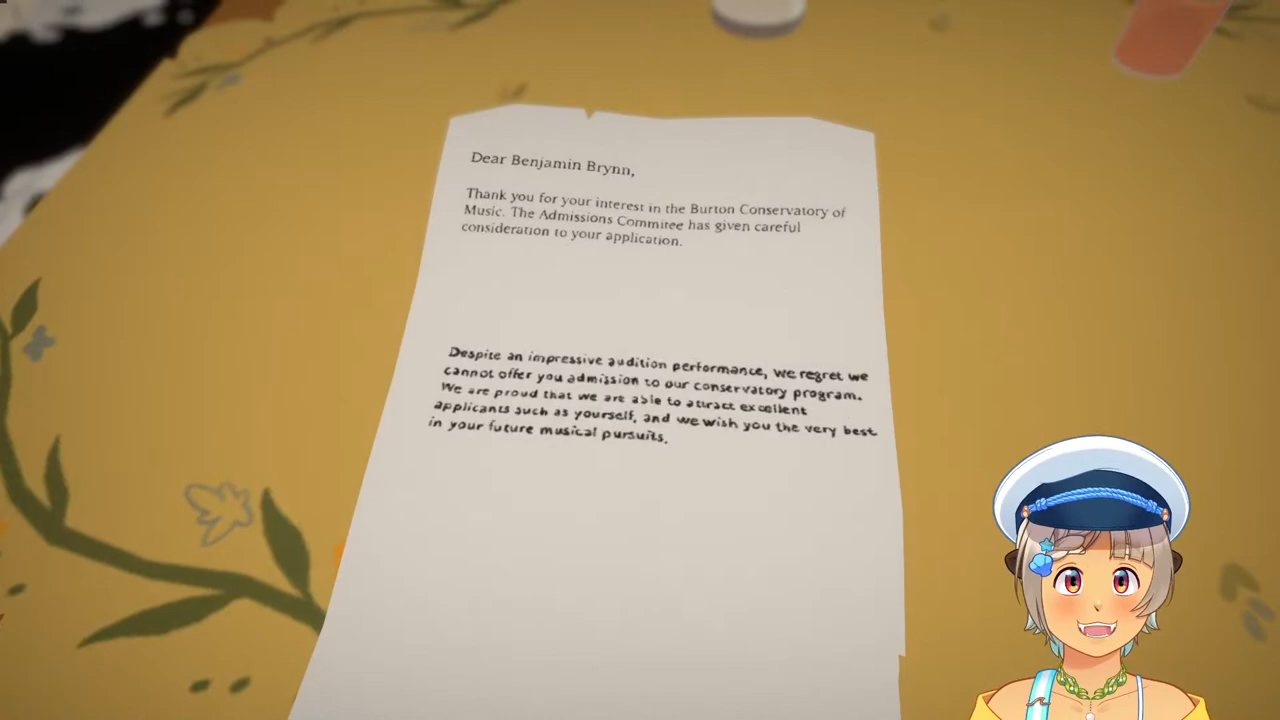 Dear Benjamin Brynn,
Thank you for your interest in the Burton Conservatory of
Music. The Admissions Commitee has given careful
consideration to your application.
Despite an impressive audition performance, we regret we
cannot offer you admission to our conservatory program.
We are proud that we are able to attract excellent
applicants such as yourself, and we wish you the very best
in your future musical pursuits.